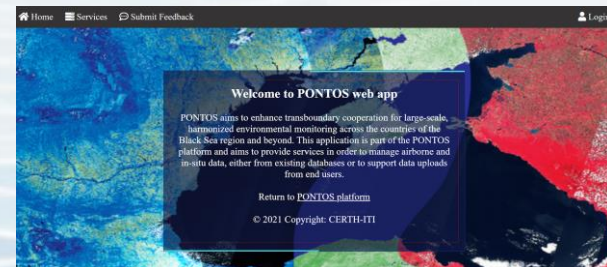 Home Services Submit Feedback Login
Welcome to PONTOS web app
PONTOS aims to enhance transboundary cooperation for large-scale,
harmonized environmental monitoring across the countries of the
Black Sea region and beyond. This application is part of the PONTOS
platform and aims to provide services in order to manage airborne and
in-situ data, either from existing databases or to support data uploads
from end users.
Return to PONTOS platform
© 2021 Copyright: CERTH-ITI